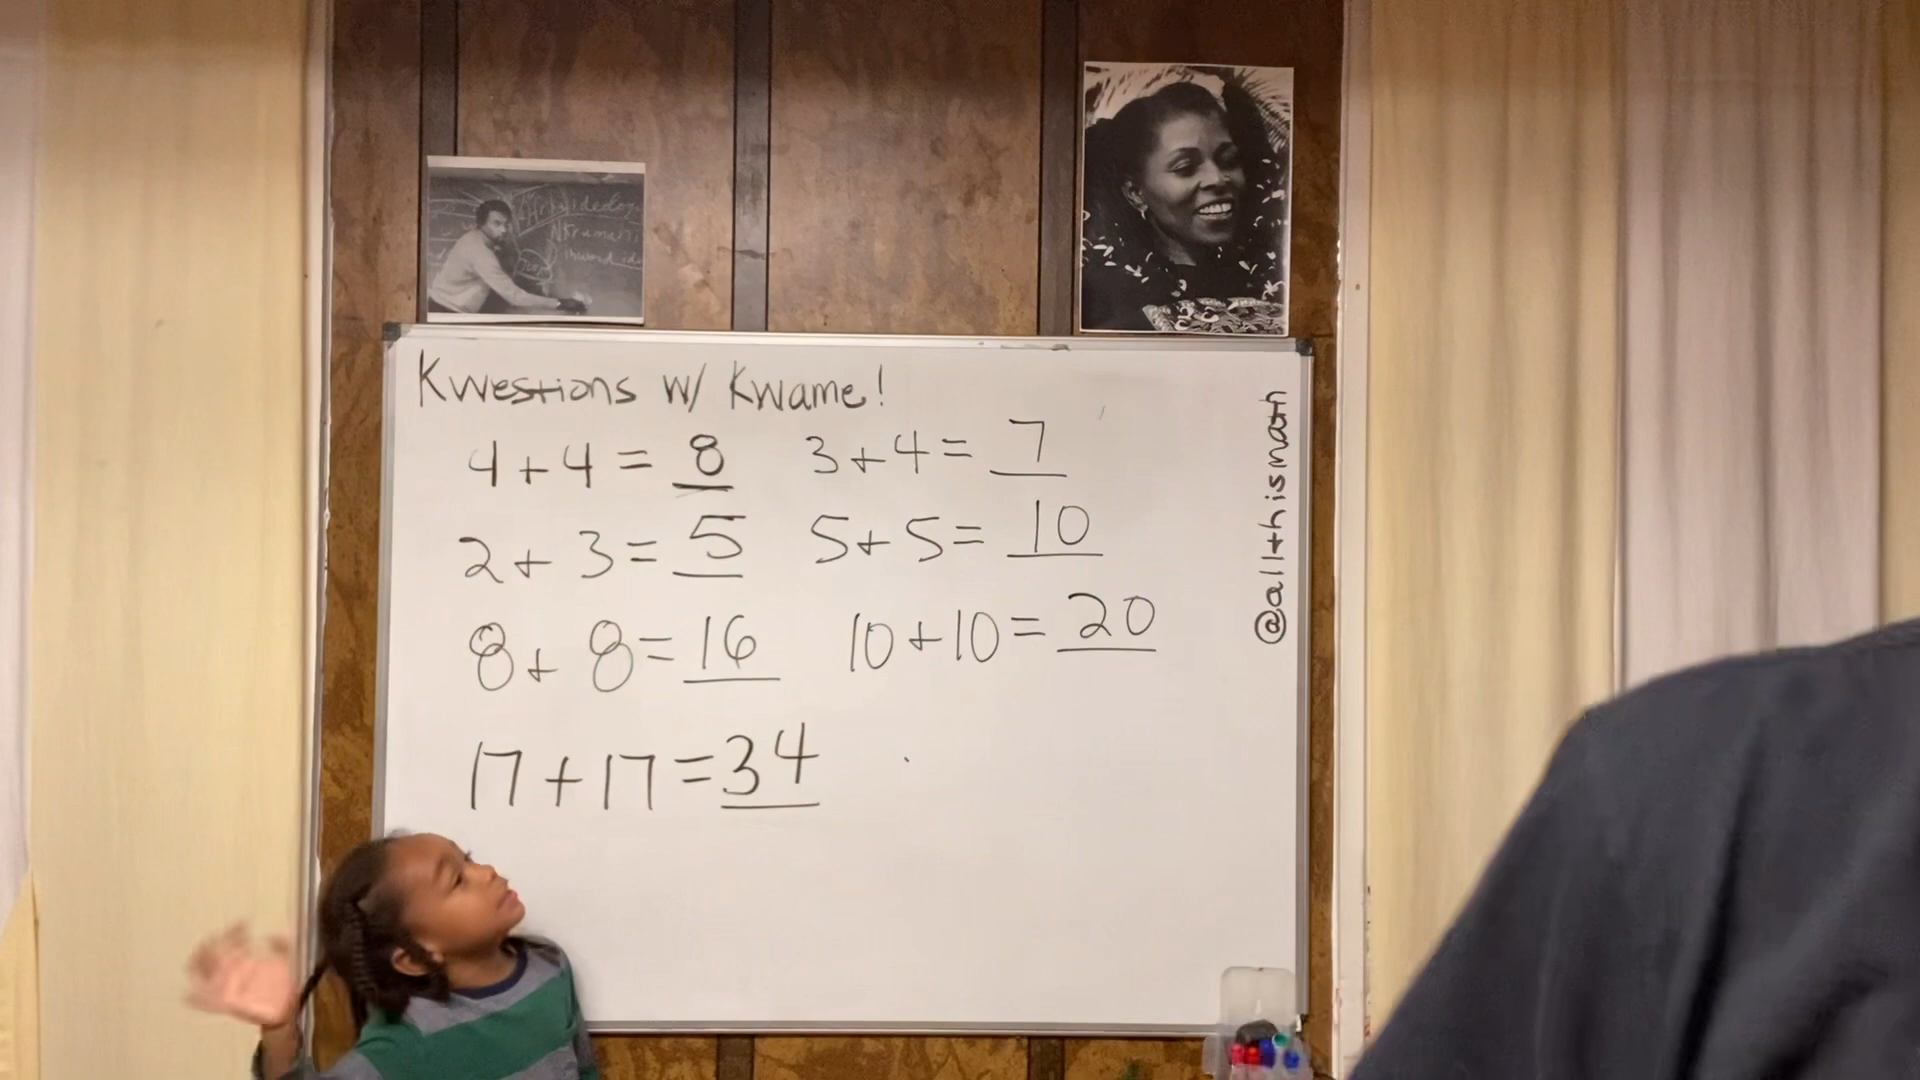 Kwestions w/ Kwame!
4+4=8 3+4=7
2+3=5 5+5=10
8+8=16 10+10=20
17+17=34
@allthismath